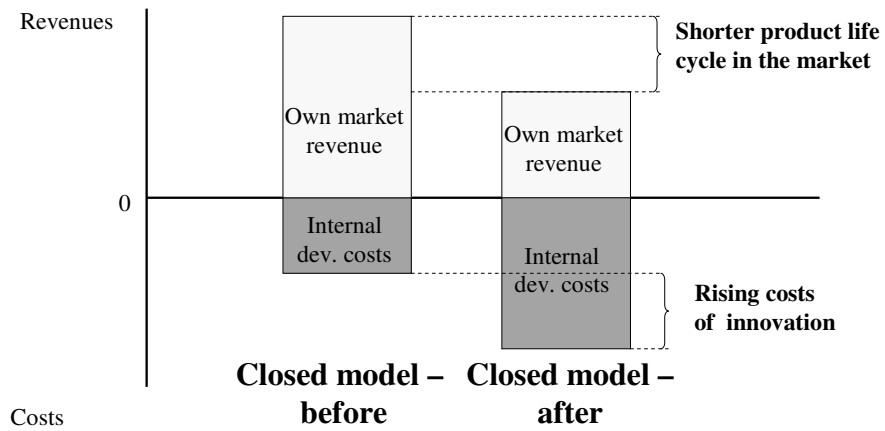 Revenues
Shorter product life
cycle in the market
Own market
revenue
Own market
revenue
0
Internal
dev. costs
Internal
dev. costs
Rising costs
of innovation
Closed model –
before
Closed model –
after
Costs